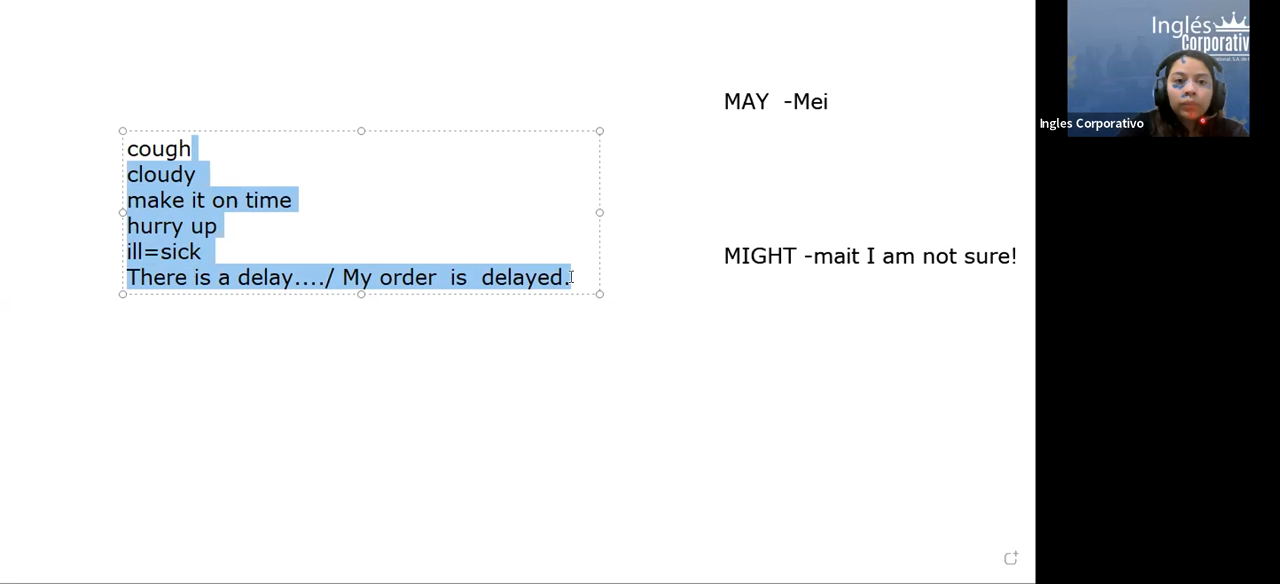 cough
cloudy
make it on time
hurry up
ill=sick
There is a delay..../ My order is delayed.
MAY -Mei
MIGHT -mait I am not sure!
Inglés
Corporativ
Ingles Corporativo